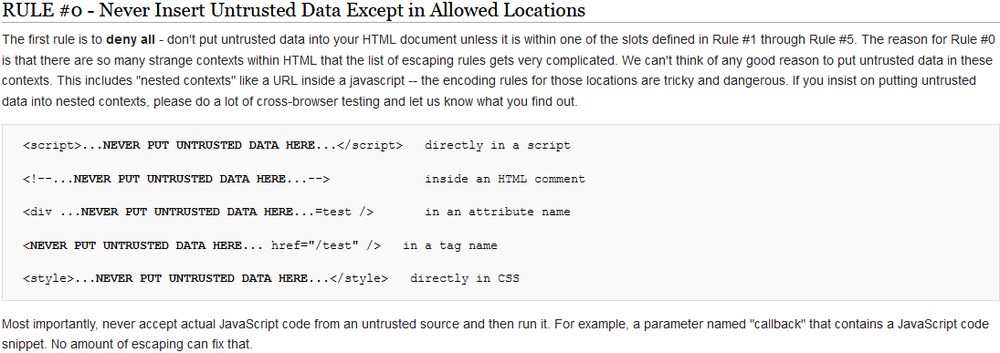 RULE #0 - Never Insert Untrusted Data Except in Allowed Locations
The first rule is to deny all - don't put untrusted data into your HTML document unless it is within one of the slots defined in Rule #1 through Rule #5. The reason for Rule #0
is that there are so many strange contexts within HTML that the list of escaping rules gets very complicated. We can't think of any good reason to put untrusted data in these
contexts. This includes "nested contexts" like a URL inside a javascript -- the encoding rules for those locations are tricky and dangerous. If you insist on putting untrusted
data into nested contexts, please do a lot of cross-browser testing and let us know what you find out.
<script>...NEVER PUT UNTRUSTED DATA HERE...</script>   directly in a script
<!--...NEVER PUT UNTRUSTED DATA HERE...-->             inside an HTML comment
<div ...NEVER PUT UNTRUSTED DATA HERE...=test />       in an attribute name
<NEVER PUT UNTRUSTED DATA HERE... href="/test" />   in a tag name
<style>...NEVER PUT UNTRUSTED DATA HERE...</style>   directly in CSS
Most importantly, never accept actual JavaScript code from an untrusted source and then run it. For example, a parameter named "callback" that contains a JavaScript code
snippet. No amount of escaping can fix that.